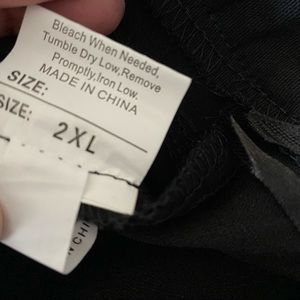 Bleach When Needed,
Tumble Dry Low,Remove
Promptly.Iron Low.
MADE IN CHINA
SIZE:
SIZE:
2XL